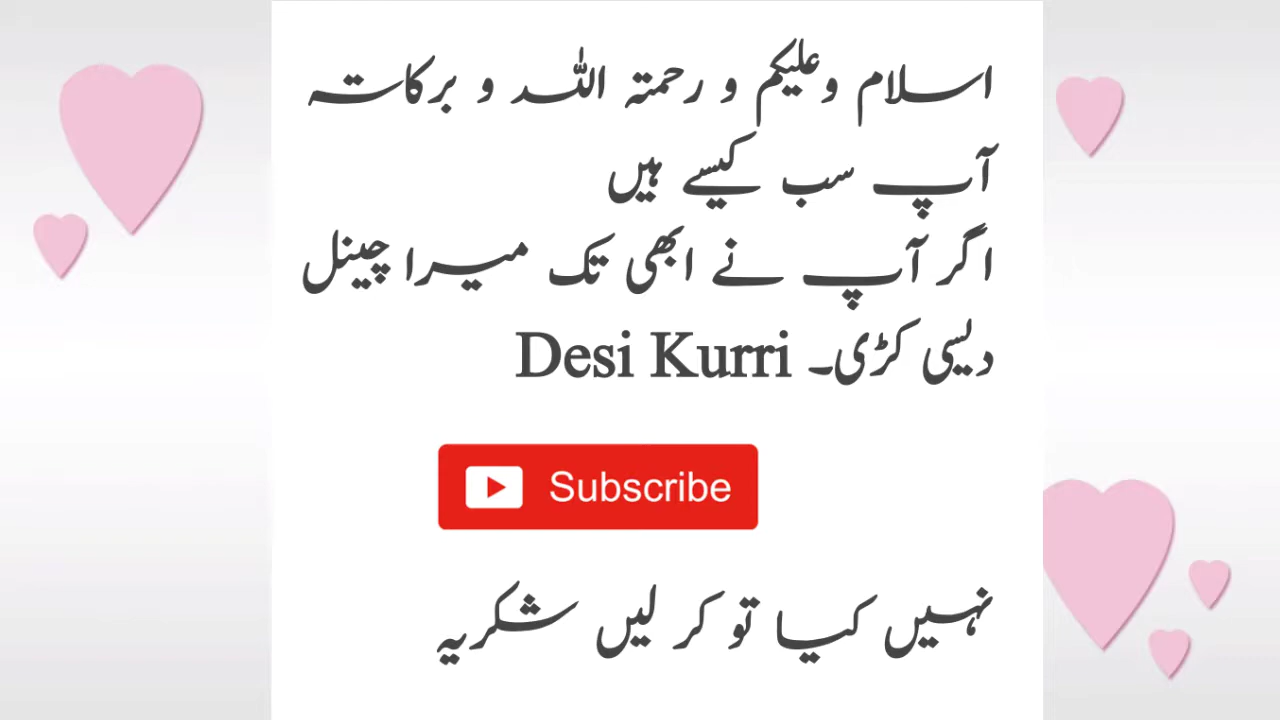 اسلام وعلیکم و رحمتہ اللہ و برکاتہ
آپ سب کیسے ہیں
اگر آپ نے ابھی تک میرا چینل
دیسی کڑی۔ Desi Kurri
Subscribe
نہیں کیا تو کر لیں شکریہ